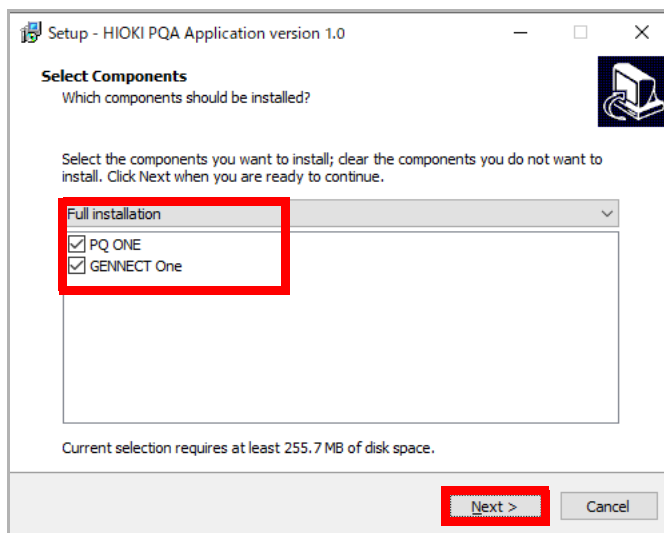 Setup - HIOKI PQA Application version 1.0
Select Components
Which components should be installed?
Select the components you want to install; clear the components you do not want to
install. Click Next when you are ready to continue.
Full installation
PQ ONE
GENNECT One
Current selection requires at least 255.7 MB of disk space.
Next >
Cancel